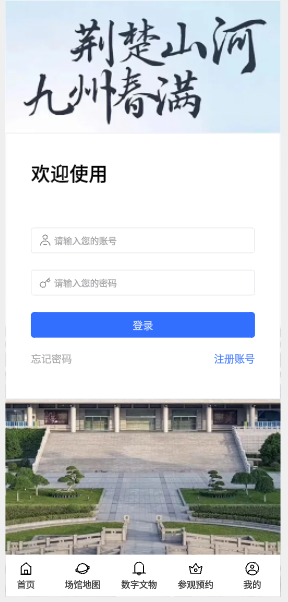 荆楚山河
九州春满
欢迎使用
请输入您的账号
请输入您的密码
登录
忘记密码 注册账号
首页 场馆地图 数字文物 参观预约 我的